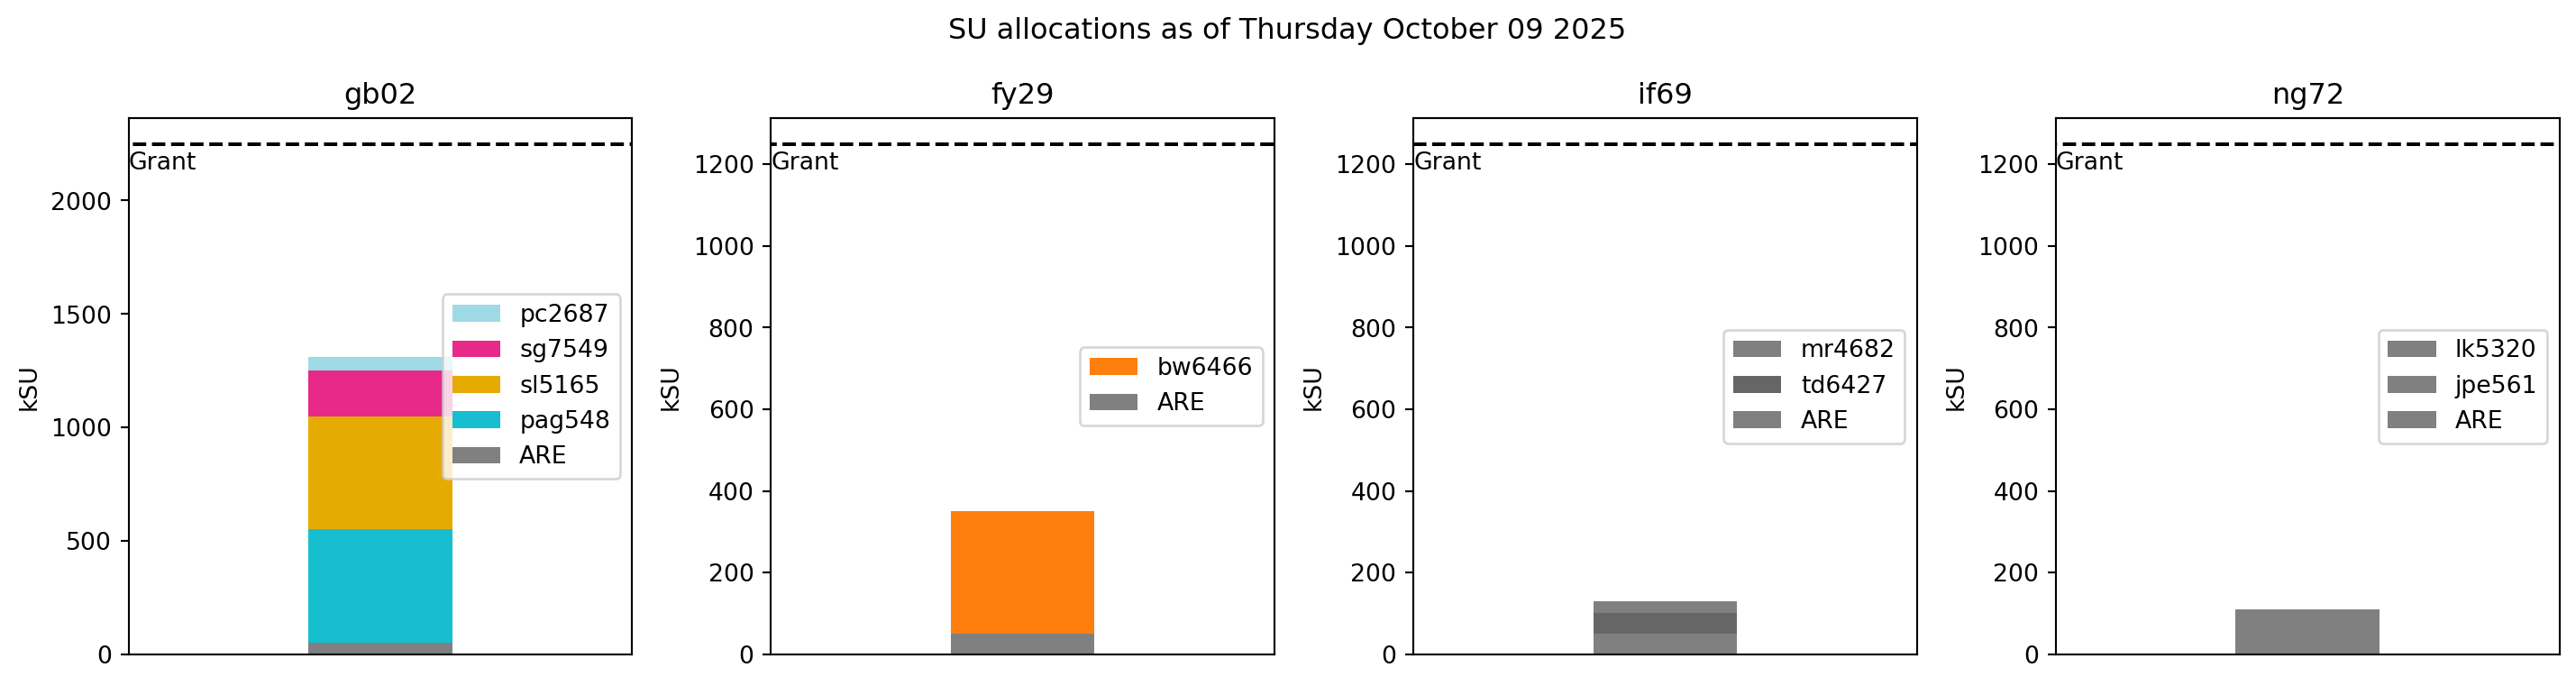 SU allocations as of Thursday October 09 2025
gb02
kSU
2000
1500
1000
500
0
Grant
pc2687
sg7549
sl5165
pag548
ARE
fy29
kSU
1200
1000
800
600
400
200
0
Grant
bw6466
ARE
if69
kSU
1200
1000
800
600
400
200
0
Grant
mr4682
td6427
ARE
ng72
kSU
1200
1000
800
600
400
200
0
Grant
lk5320
jpe561
ARE